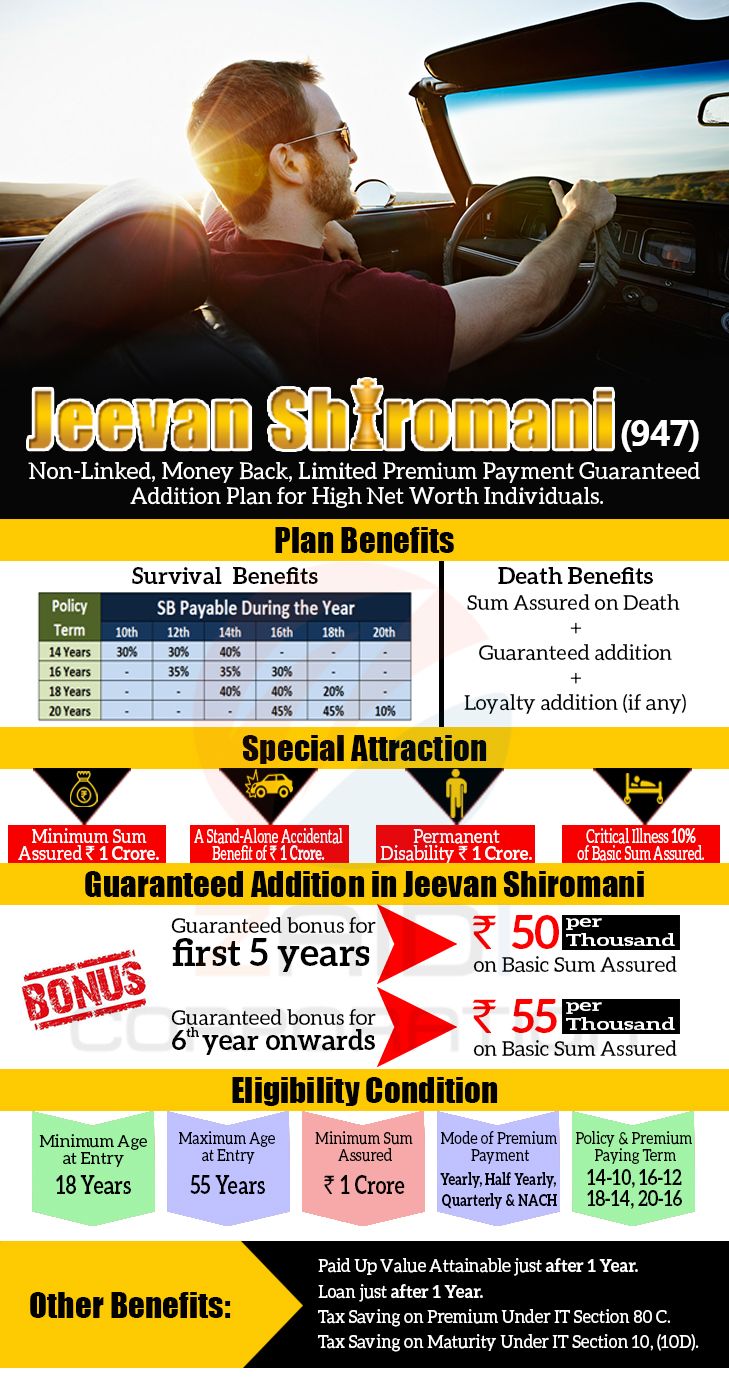 Jeevan Shiromani (947)
Non-Linked, Money Back, Limited Premium Payment Guaranteed
Addition Plan for High Net Worth Individuals.
Plan Benefits
Survival Benefits
Policy Term SB Payable During the Year
10th 12th 14th 16th 18th 20th
14 Years 30% 30% 40% - - -
16 Years - 35% 35% 30% - -
18 Years - - 40% 40% 20% -
20 Years - - - 45% 45% 10%
Death Benefits
Sum Assured on Death
+
Guaranteed addition
+
Loyalty addition (if any)
Special Attraction
Minimum Sum
Assured ₹ 1 Crore.
A Stand-Alone Accidental
Benefit of ₹ 1 Crore.
Permanent
Disability ₹ 1 Crore.
Critical Illness 10%
of Basic Sum Assured.
Guaranteed Addition in Jeevan Shiromani
BONUS
Guaranteed bonus for
first 5 years
₹ 50 per Thousand
on Basic Sum Assured
Guaranteed bonus for
6th year onwards
₹ 55 per Thousand
on Basic Sum Assured
CORPORATION
Eligibility Condition
Minimum Age
at Entry
18 Years
Maximum Age
at Entry
55 Years
Minimum Sum
Assured
₹ 1 Crore
Mode of Premium
Payment
Yearly, Half Yearly,
Quarterly & NACH
Policy & Premium
Paying Term
14-10, 16-12
18-14, 20-16
Other Benefits:
Paid Up Value Attainable just after 1 Year.
Loan just after 1 Year.
Tax Saving on Premium Under IT Section 80 C.
Tax Saving on Maturity Under IT Section 10, (10D).